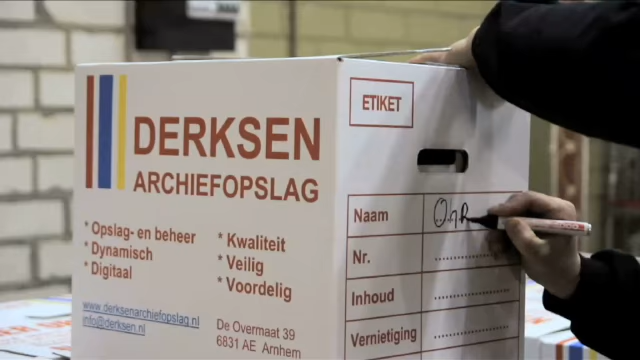 DERKSEN
ARCHIEFOPSLAG
* Opslag- en beheer
* Dynamisch
* Digitaal
* Kwaliteit
* Veilig
* Voordelig
www.derksenarchiefopslag.nl
info@derksen.nl
De Overmaat 39
6831 AE Arnhem
ETIKET
Naam
Nr.
Inhoud
Vernietiging